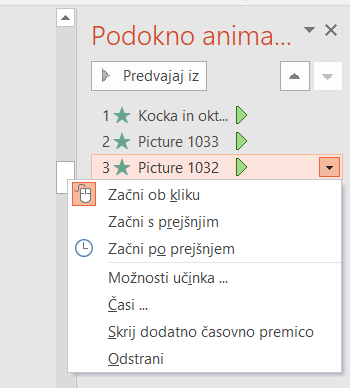 Podokno anima...
Predvajaj iz
1 Kocka in okt...
2 Picture 1033
3 Picture 1032
Začni ob kliku
Začni s prejšnjim
Začni po prejšnjem
Možnosti učinka ...
Časi ...
Skrij dodatno časovno premico
Odstrani